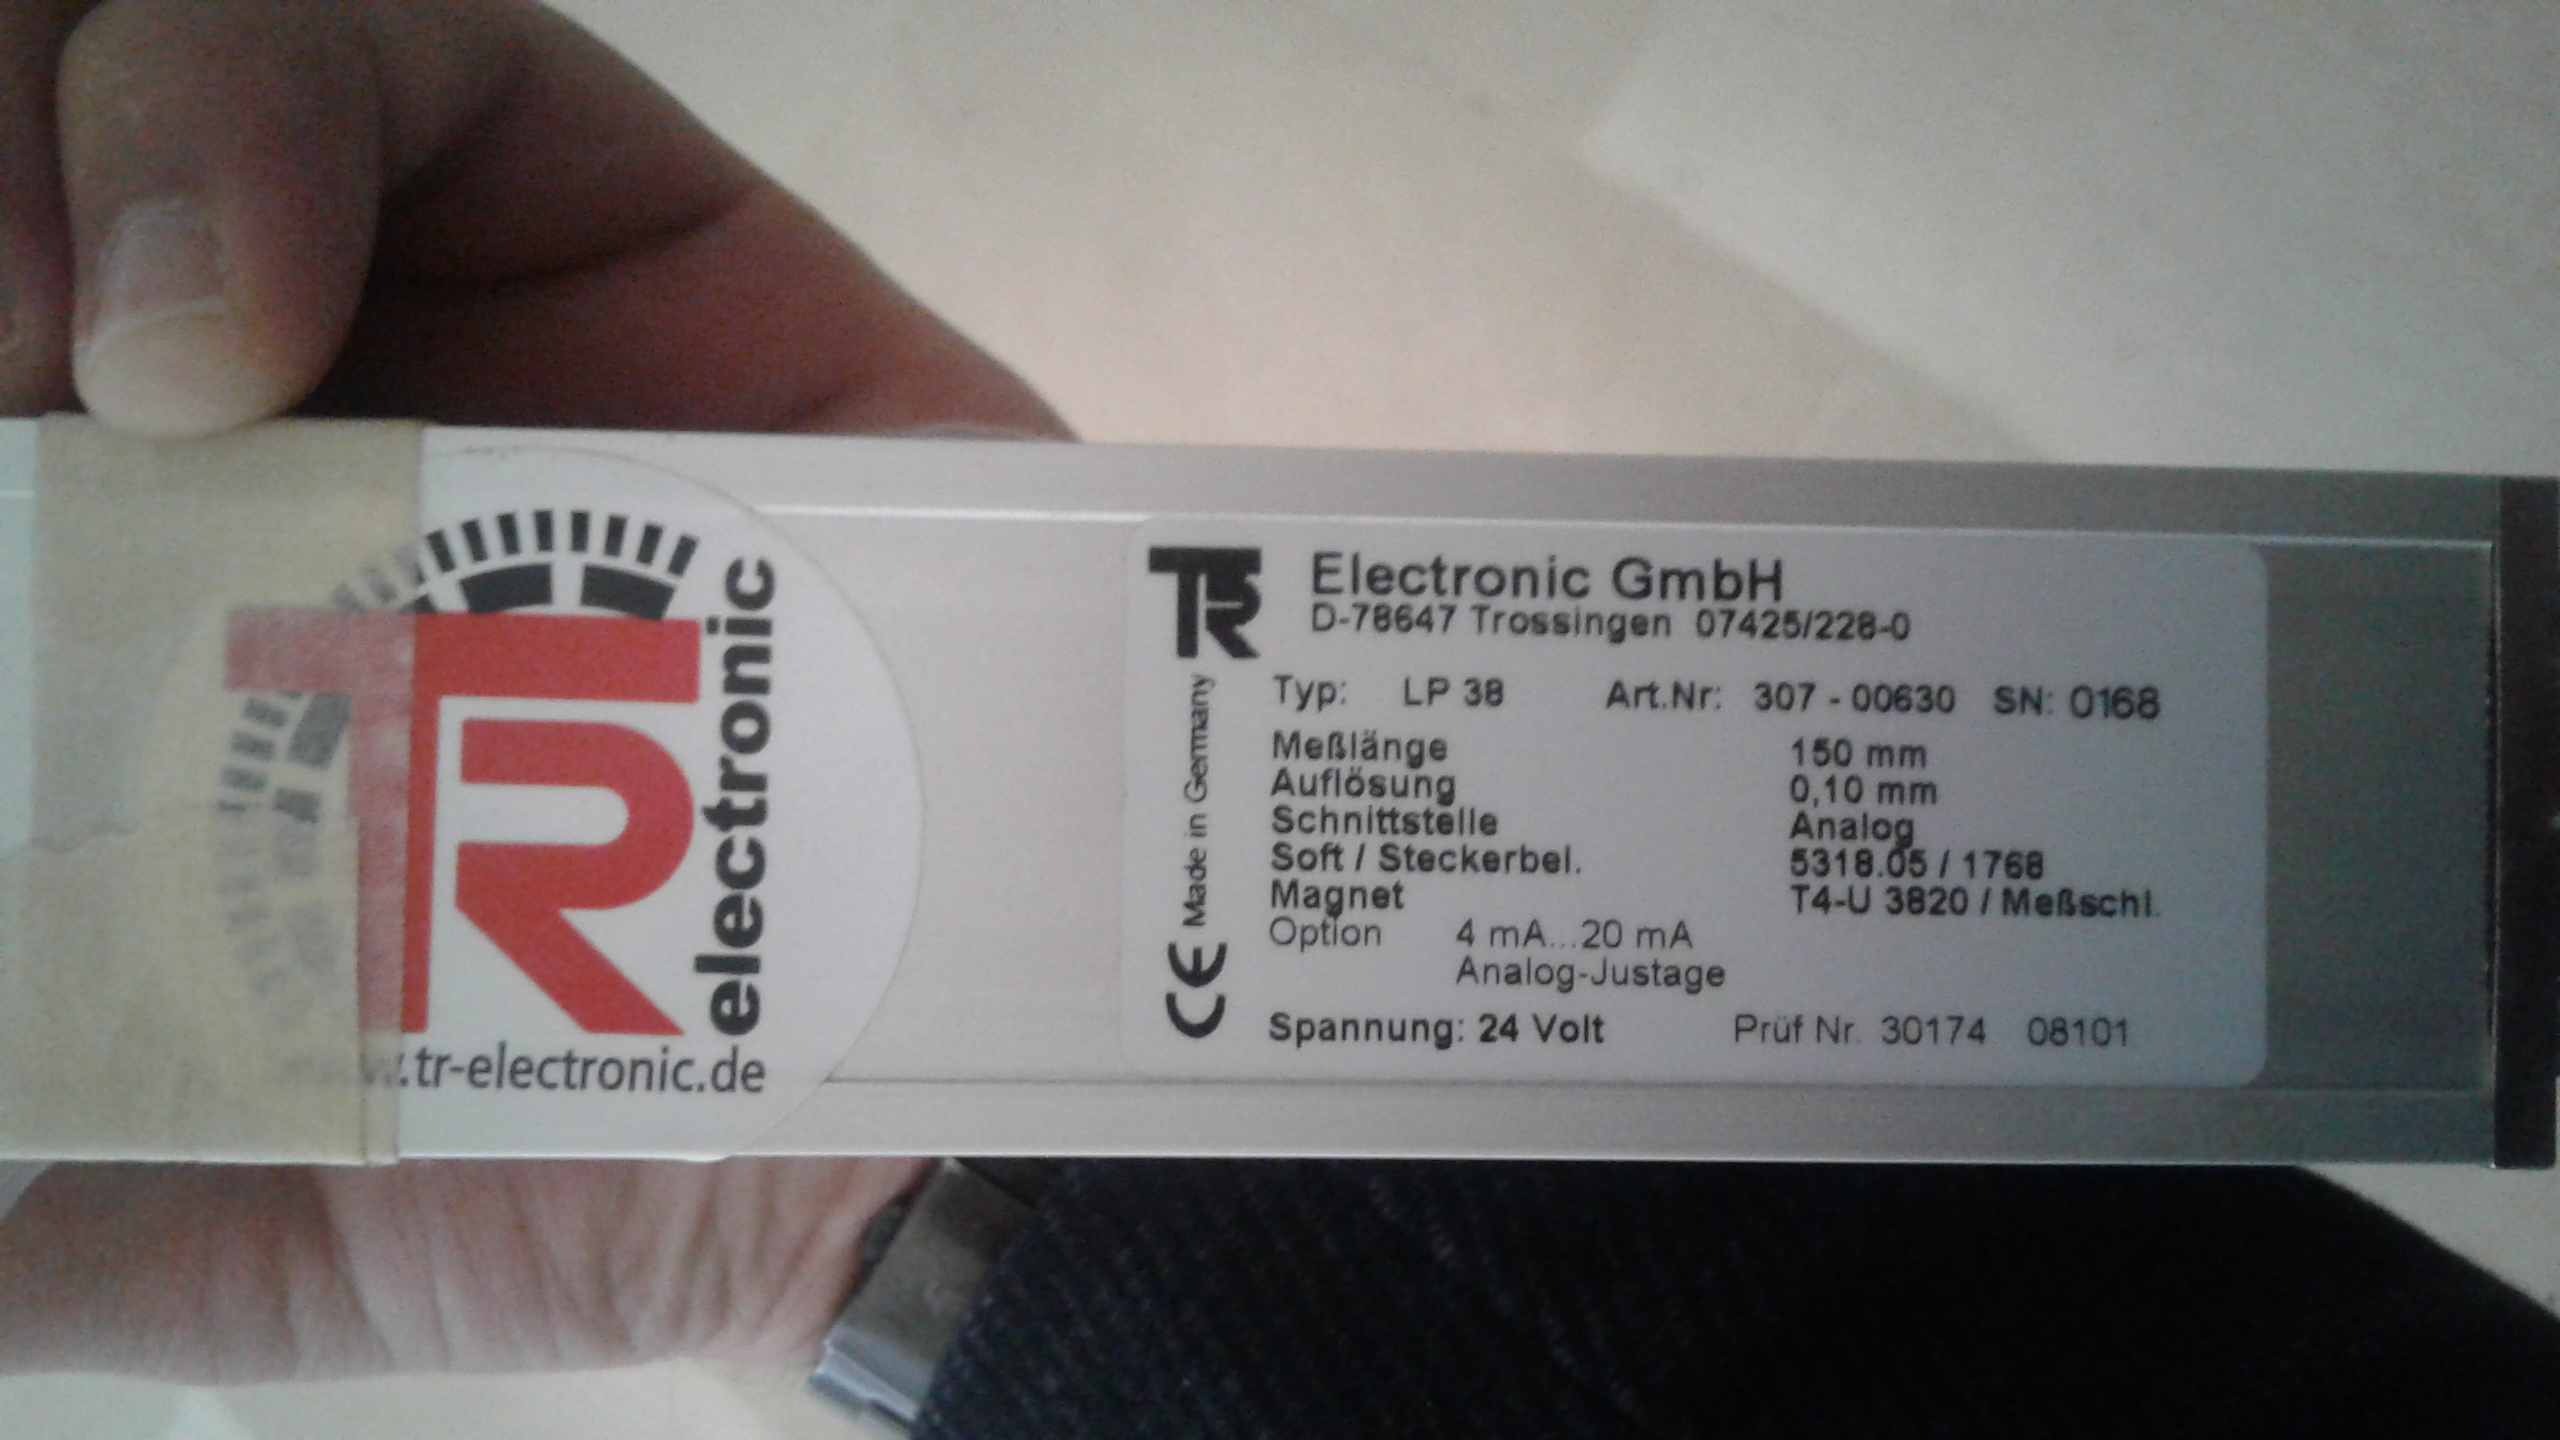 TR
electronic
.tr-electronic.de
TR Electronic GmbH
D-78647 Trossingen 07425/228-0
Typ: LP 38 Art.Nr: 307 - 00630 SN: 0168
Meßlänge 150 mm
Auflösung 0,10 mm
Schnittstelle Analog
Soft / Steckerbel. 5318.05 / 1768
Magnet T4-U 3820 / Meßschl.
Option 4 mA...20 mA
Analog-Justage
Spannung: 24 Volt Prüf Nr. 30174 08101
Made in Germany
CE